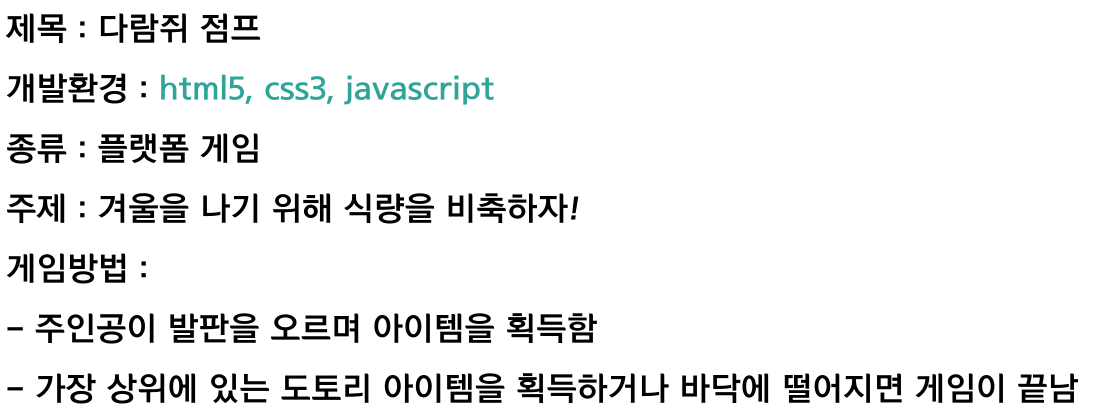 제목 : 다람쥐 점프
개발환경 : html5, css3, javascript
종류 : 플랫폼 게임
주제 : 겨울을 나기 위해 식량을 비축하자!
게임방법 :
- 주인공이 발판을 오르며 아이템을 획득함
- 가장 상위에 있는 도토리 아이템을 획득하거나 바닥에 떨어지면 게임이 끝남